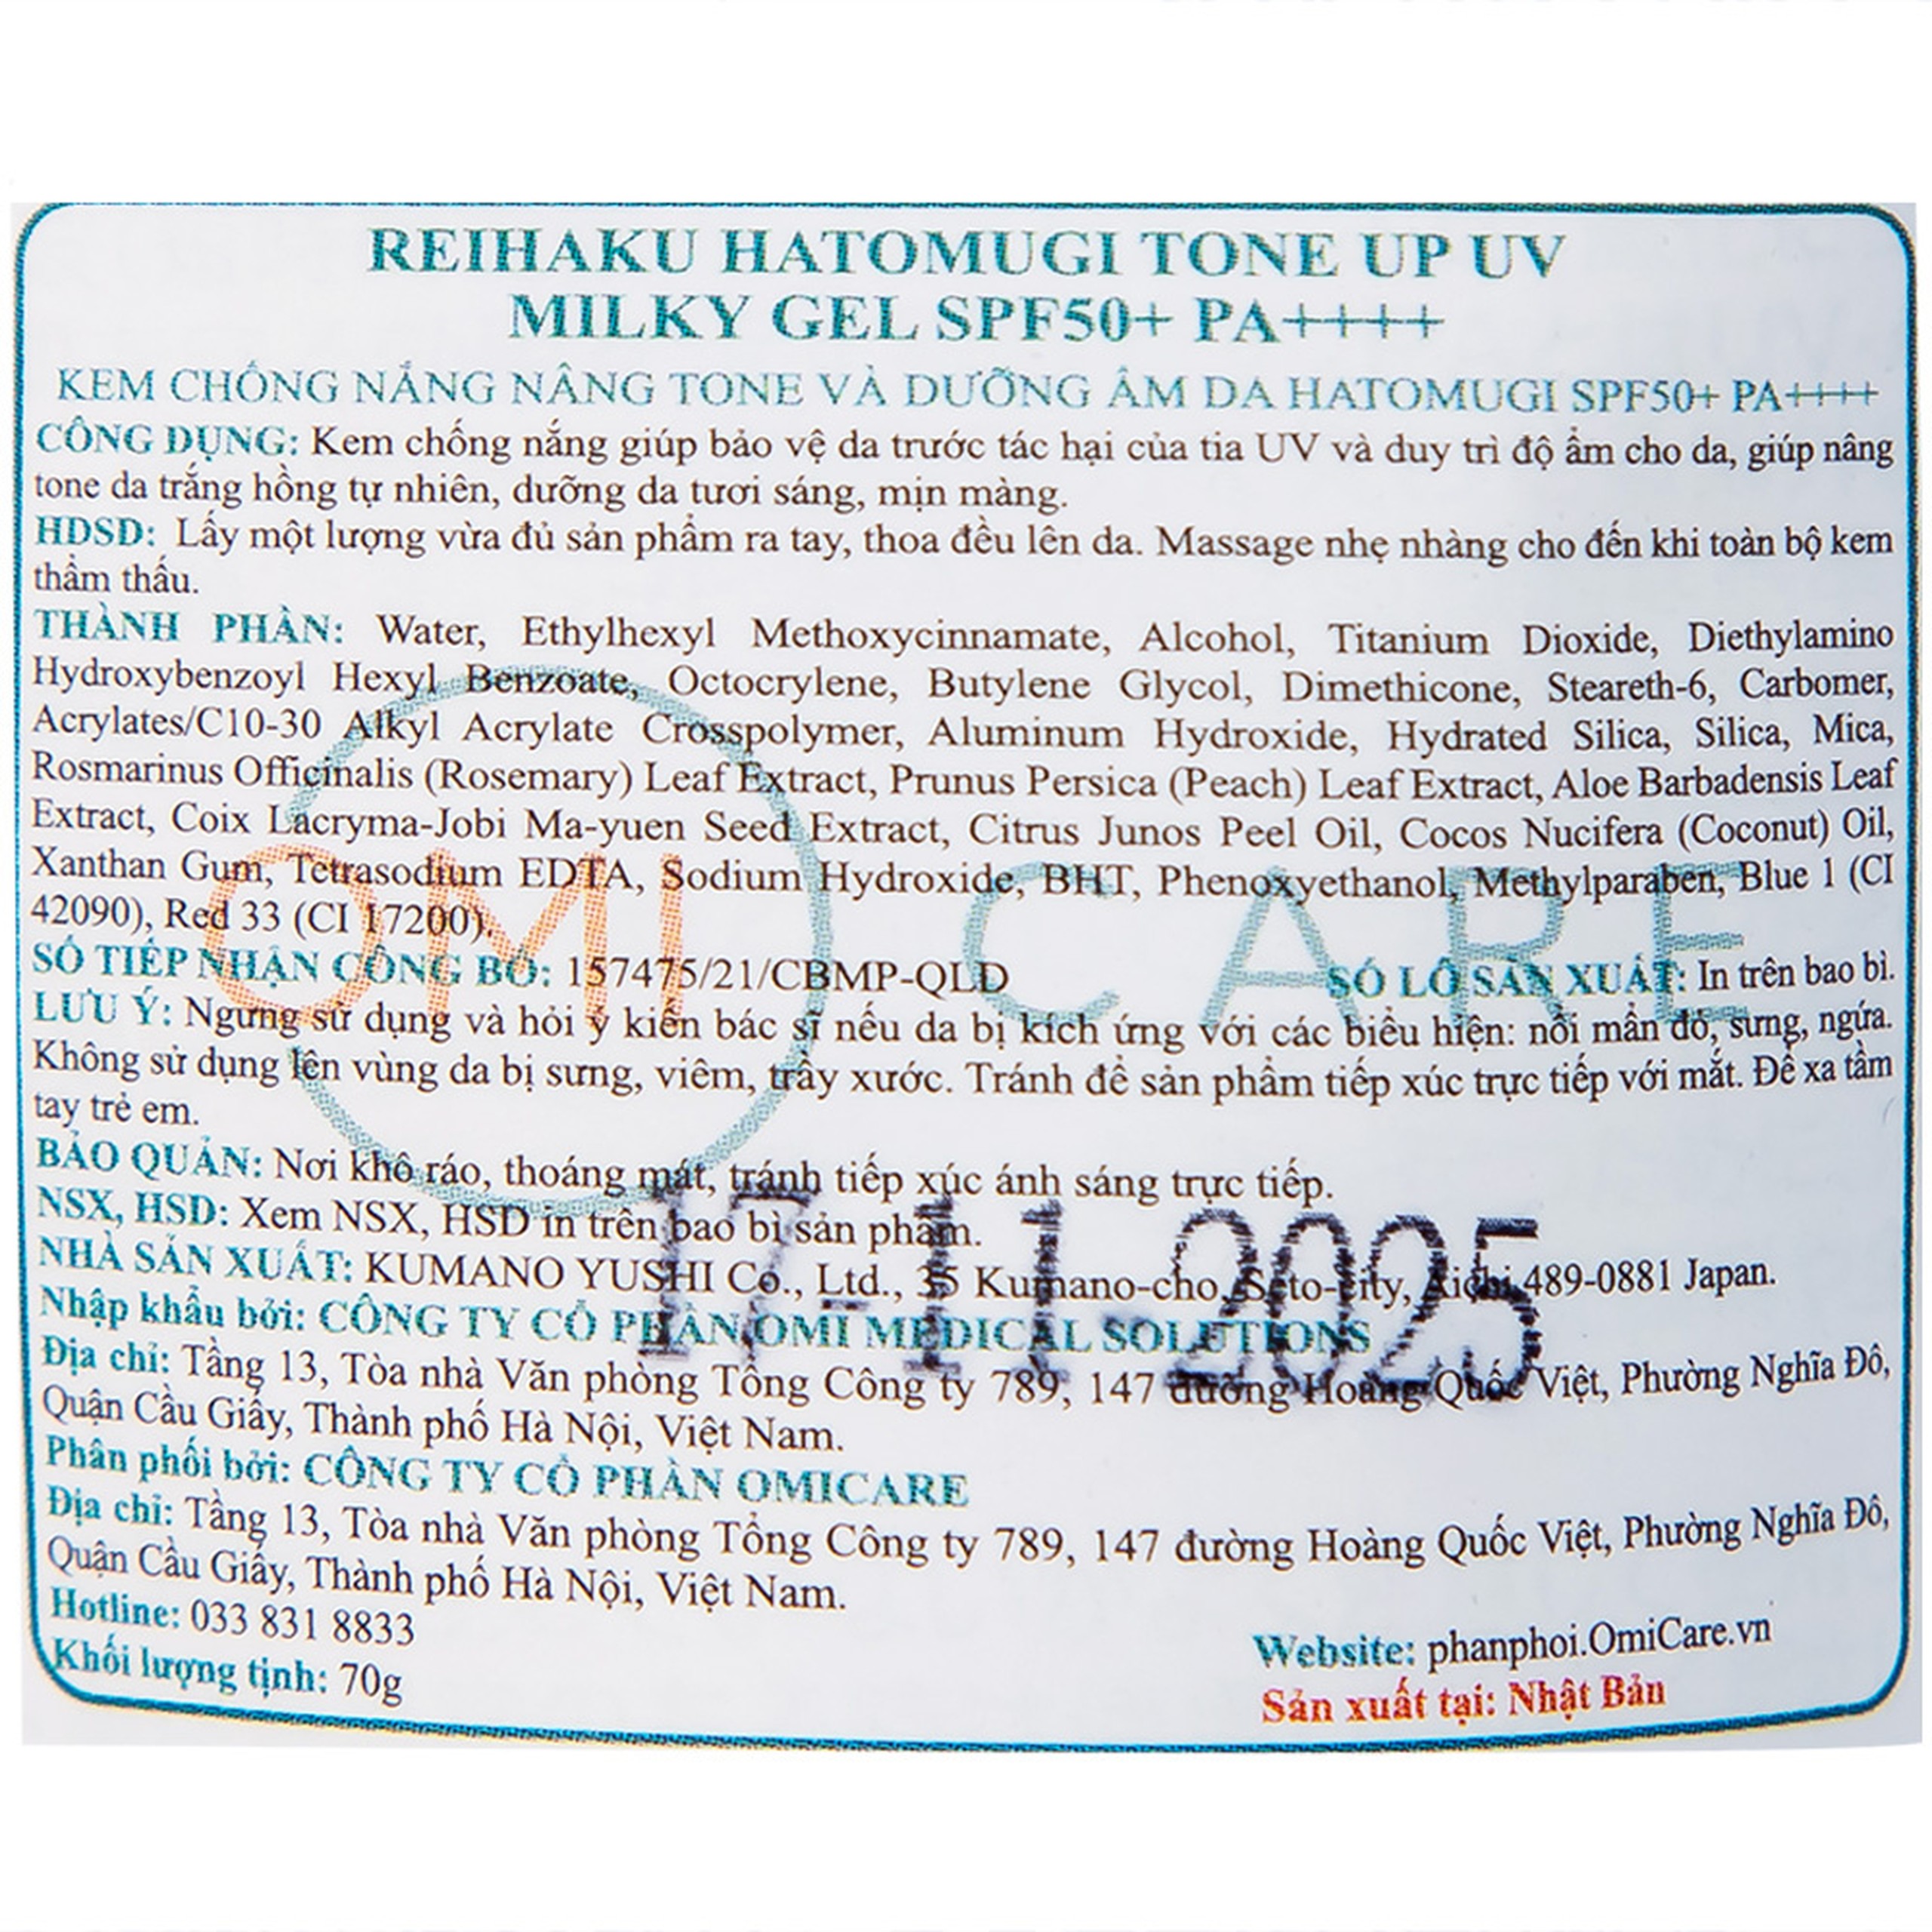 REIHAKU HATOMUGI TONE UP UV
MILKY GEL SPF50+ PA++++
KEM CHỐNG NẮNG NÂNG TONE VÀ DƯỠNG ẨM DA HATOMUGI SPF50+ PA++++
CÔNG DỤNG: Kem chống nắng giúp bảo vệ da trước tác hại của tia UV và duy trì độ ẩm cho da, giúp nâng
tone da trắng hồng tự nhiên, dưỡng da tươi sáng, mịn màng.
HDSD: Lấy một lượng vừa đủ sản phẩm ra tay, thoa đều lên da. Massage nhẹ nhàng cho đến khi toàn bộ kem
thẩm thấu.
THÀNH PHẦN: Water, Ethylhexyl Methoxycinnamate, Alcohol, Titanium Dioxide, Diethylamino
Hydroxybenzoyl Hexyl Benzoate, Octocrylene, Butylene Glycol, Dimethicone, Steareth-6, Carbomer,
Acrylates/C10-30 Alkyl Acrylate Crosspolymer, Aluminum Hydroxide, Hydrated Silica, Silica, Mica,
Rosmarinus Officinalis (Rosemary) Leaf Extract, Prunus Persica (Peach) Leaf Extract, Aloe Barbadensis Leaf
Extract, Coix Lacryma-Jobi Ma-yuen Seed Extract, Citrus Junos Peel Oil, Cocos Nucifera (Coconut) Oil,
Xanthan Gum, Tetrasodium EDTA, Sodium Hydroxide, BHT, Phenoxyethanol, Methylparaben, Blue 1 (CI
42090), Red 33 (CI 17200).
OMI CARE
SỐ TIẾP NHẬN CÔNG BỐ: 157475/21/CBMP-QLD SỐ LÔ SẢN XUẤT: In trên bao bì.
LƯU Ý: Ngưng sử dụng và hỏi ý kiến bác sĩ nếu da bị kích ứng với các biểu hiện: nổi mẩn đỏ, sưng, ngứa.
Không sử dụng lên vùng da bị sưng, viêm, trầy xước. Tránh để sản phẩm tiếp xúc trực tiếp với mắt. Để xa tầm
tay trẻ em.
BẢO QUẢN: Nơi khô ráo, thoáng mát, tránh tiếp xúc ánh sáng trực tiếp.
NSX, HSD: Xem NSX, HSD in trên bao bì sản phẩm.
17-11-2025
NHÀ SẢN XUẤT: KUMANO YUSHI Co., Ltd., 35 Kumano-cho, Seto-city, Aichi 489-0881 Japan.
Nhập khẩu bởi: CÔNG TY CỔ PHẦN OMI MEDICAL SOLUTIONS
Địa chỉ: Tầng 13, Tòa nhà Văn phòng Tổng Công ty 789, 147 đường Hoàng Quốc Việt, Phường Nghĩa Đô,
Quận Cầu Giấy, Thành phố Hà Nội, Việt Nam.
Phân phối bởi: CÔNG TY CỔ PHẦN OMICARE
Địa chỉ: Tầng 13, Tòa nhà Văn phòng Tổng Công ty 789, 147 đường Hoàng Quốc Việt, Phường Nghĩa Đô,
Quận Cầu Giấy, Thành phố Hà Nội, Việt Nam.
Hotline: 033 831 8833
Website: phanphoi.OmiCare.vn
Khối lượng tịnh: 70g
Sản xuất tại: Nhật Bản